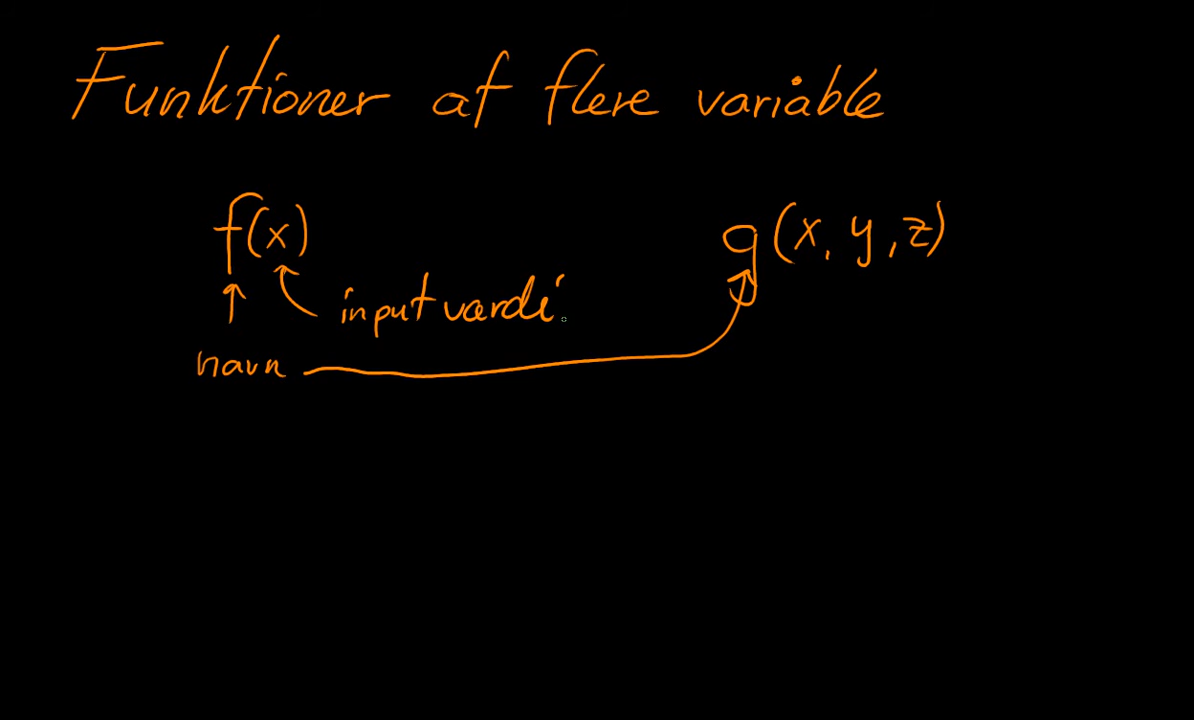 Funktioner af flere variable
f(x) g(x, y, z)
inputværdi
navn